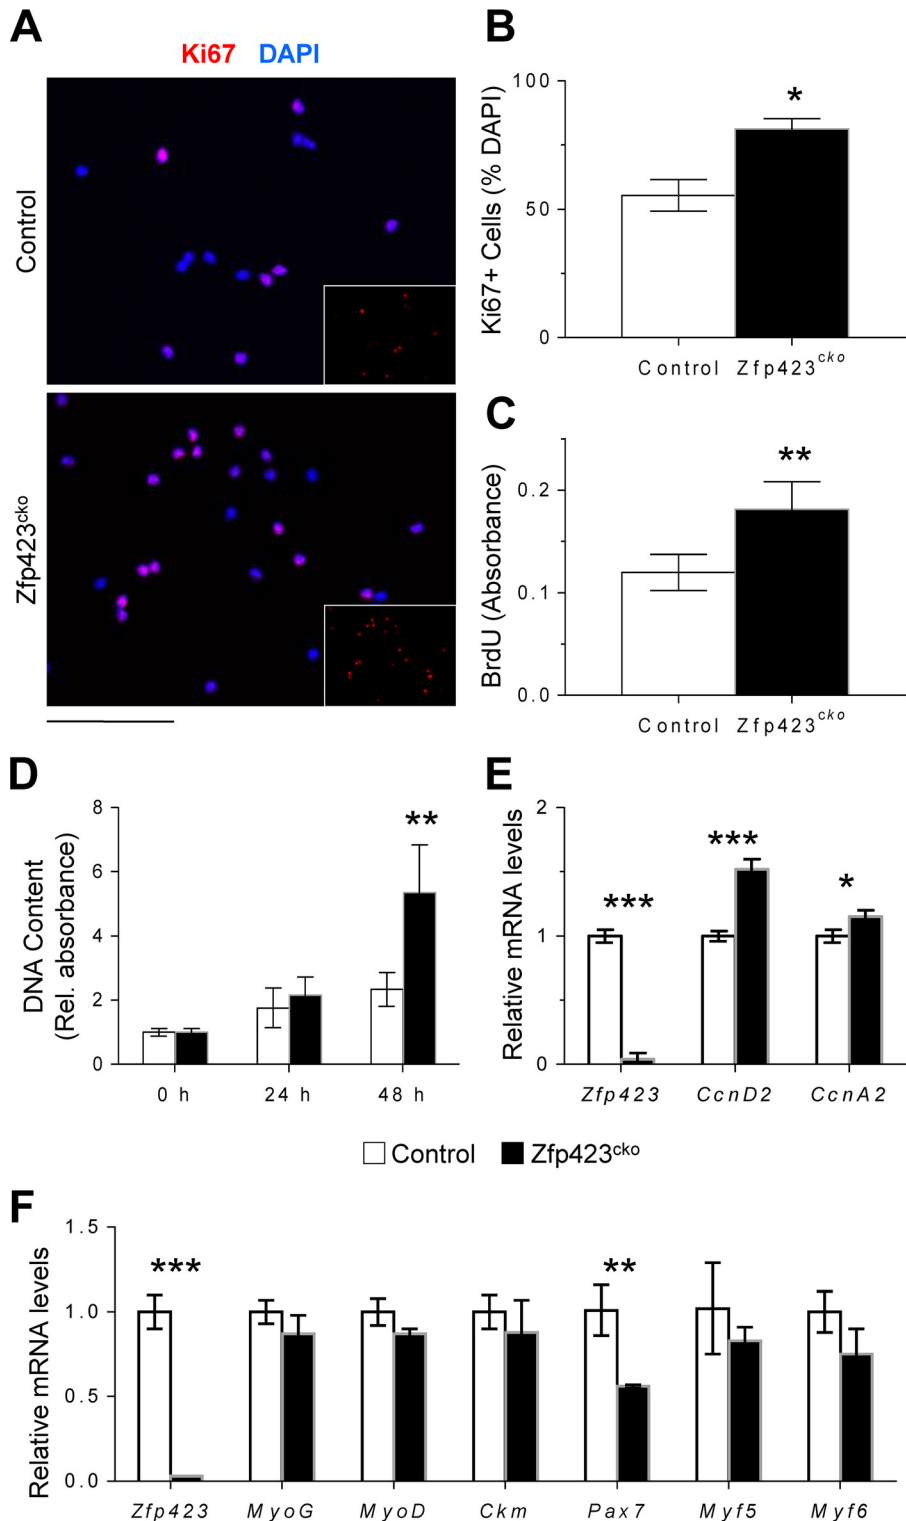 A
Ki67 DAPI
Control
Zfp423cko
B
Ki67+ Cells (% DAPI)
100
50
0
*
Control Zfp423cko
C
BrdU (Absorbance)
0.2
0.1
0.0
**
Control Zfp423cko
D
DNA Content
(Rel. absorbance)
8
6
4
2
0
**
0 h 24 h 48 h
E
Relative mRNA levels
2
1
0
*** *** *
Zfp423 CcnD2 CcnA2
Control Zfp423cko
F
Relative mRNA levels
1.5
1.0
0.5
0.0
*** **
Zfp423 MyoG MyoD Ckm Pax7 Myf5 Myf6